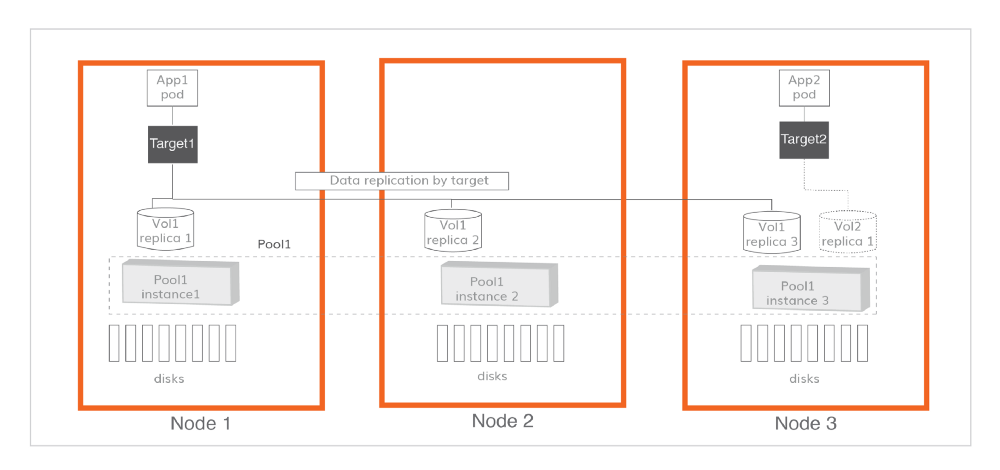 App1
pod
Target1
App2
pod
Target2
Data replication by target
Vol1
replica 1
Vol1
replica 2
Vol1
replica 3
Vol2
replica 1
Pool1
Pool1
instance1
Pool1
instance 2
Pool1
instance 3
disks
disks
disks
Node 1
Node 2
Node 3